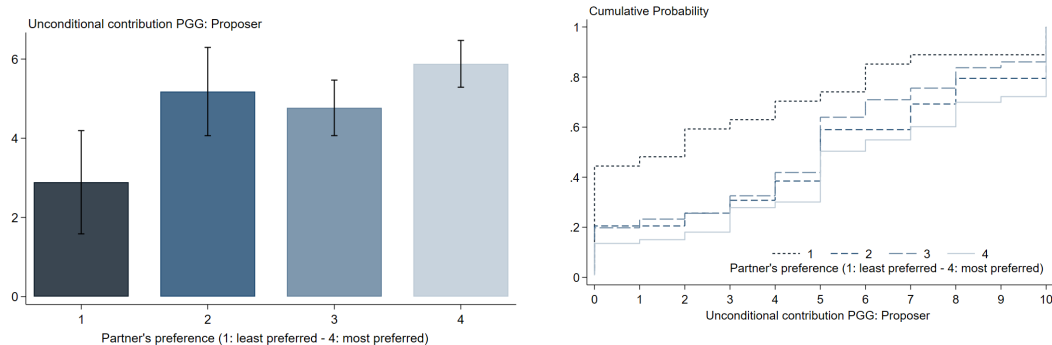 Unconditional contribution PGG: Proposer
6
4
2
0
1 2 3 4
Partner's preference (1: least preferred - 4: most preferred)
Cumulative Probability
1
.8
.6
.4
.2
0
1 2 3 4
Partner's preference (1: least preferred - 4: most preferred)
0 1 2 3 4 5 6 7 8 9 10
Unconditional contribution PGG: Proposer